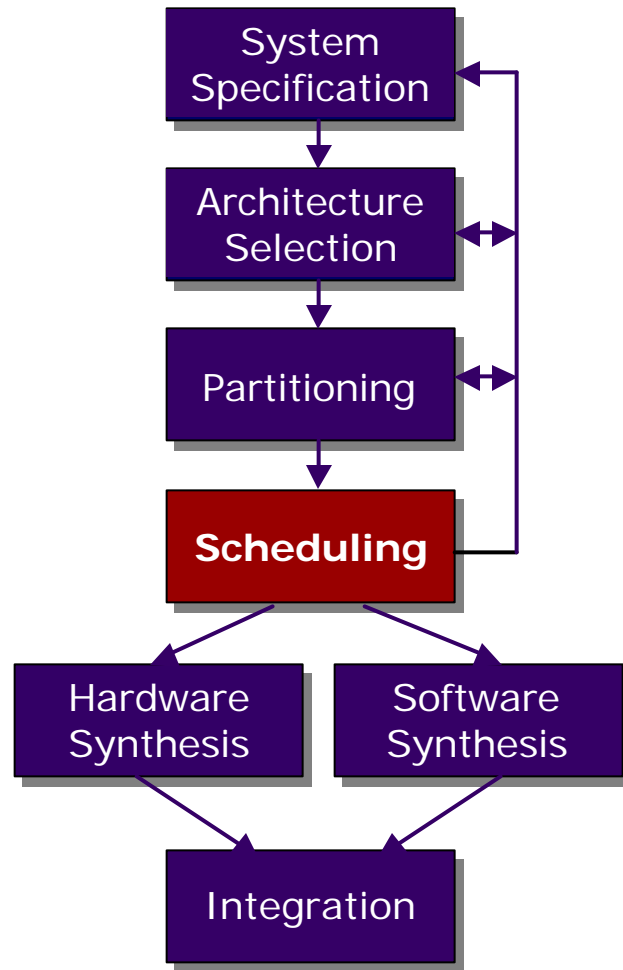 System
Specification
Architecture
Selection
Partitioning
Scheduling
Hardware
Synthesis
Software
Synthesis
Integration